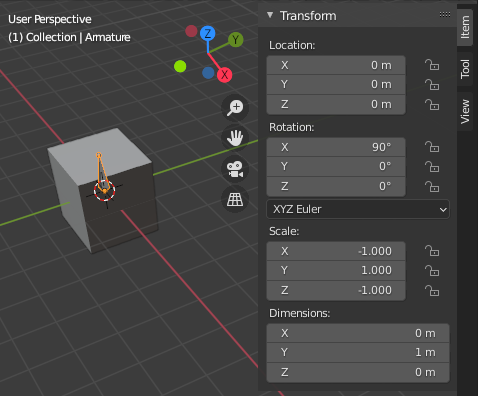 User Perspective
(1) Collection | Armature
Z
Y
X
Transform
Location:
X 0 m
Y 0 m
Z 0 m
Rotation:
X 90°
Y 0°
Z 0°
XYZ Euler
Scale:
X -1.000
Y 1.000
Z -1.000
Dimensions:
X 0 m
Y 1 m
Z 0 m
Item
Tool
View